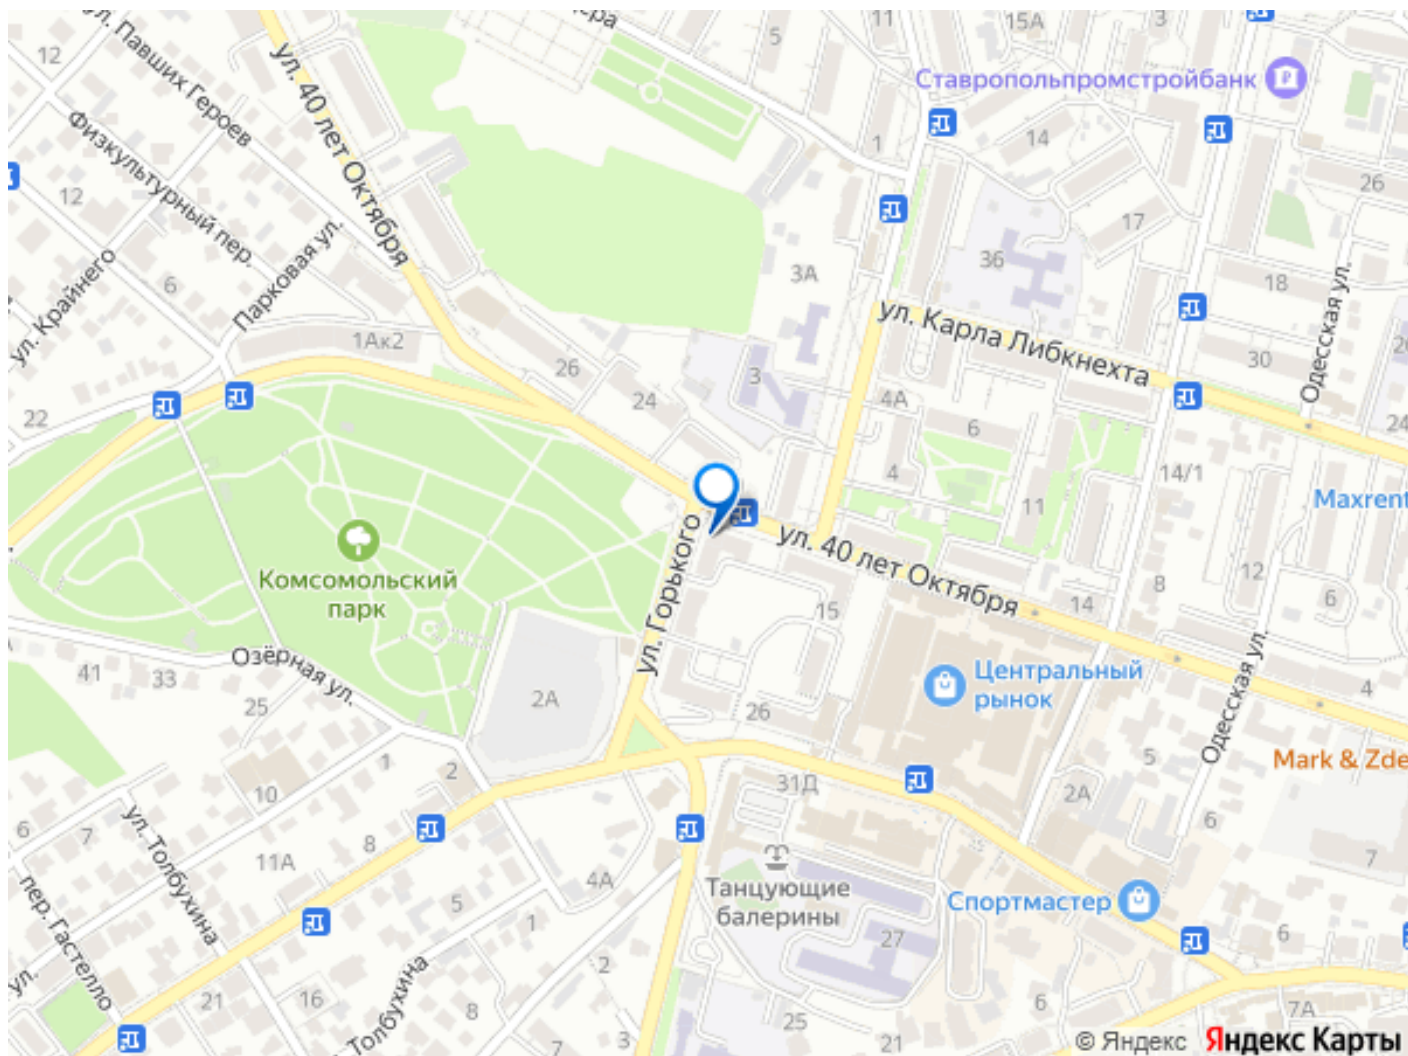 ул. Павших Героев
12
ул. 40 лет Октября
Физкультурный пер.
12
ул. Крайнего
6
Парковая ул.
1Ак2
22
5
11
15А
3
Ставропольпромстройбанк
1
14
17
26
36
3А
18
ул. Карла Либкнехта
30
Одесская ул.
26
3
24
4А
6
4
11
14/1
24
Maxrent
Комсомольский
парк
ул. Горького
ул. 40 лет Октября
15
14
8
12
6
Озёрная ул.
41
33
25
2А
26
Центральный
рынок
Одесская ул.
4
5
Mark & Zde
1
2
10
31Д
2А
6
7
6
7
ул. Толбухина
8
11А
4А
Танцующие
балерины
Спортмастер
пер. Гастелло
5
1
27
6
ул.
2
Толбухина
21
16
8
7
3
25
21
6
7А
© Яндекс Яндекс Карты